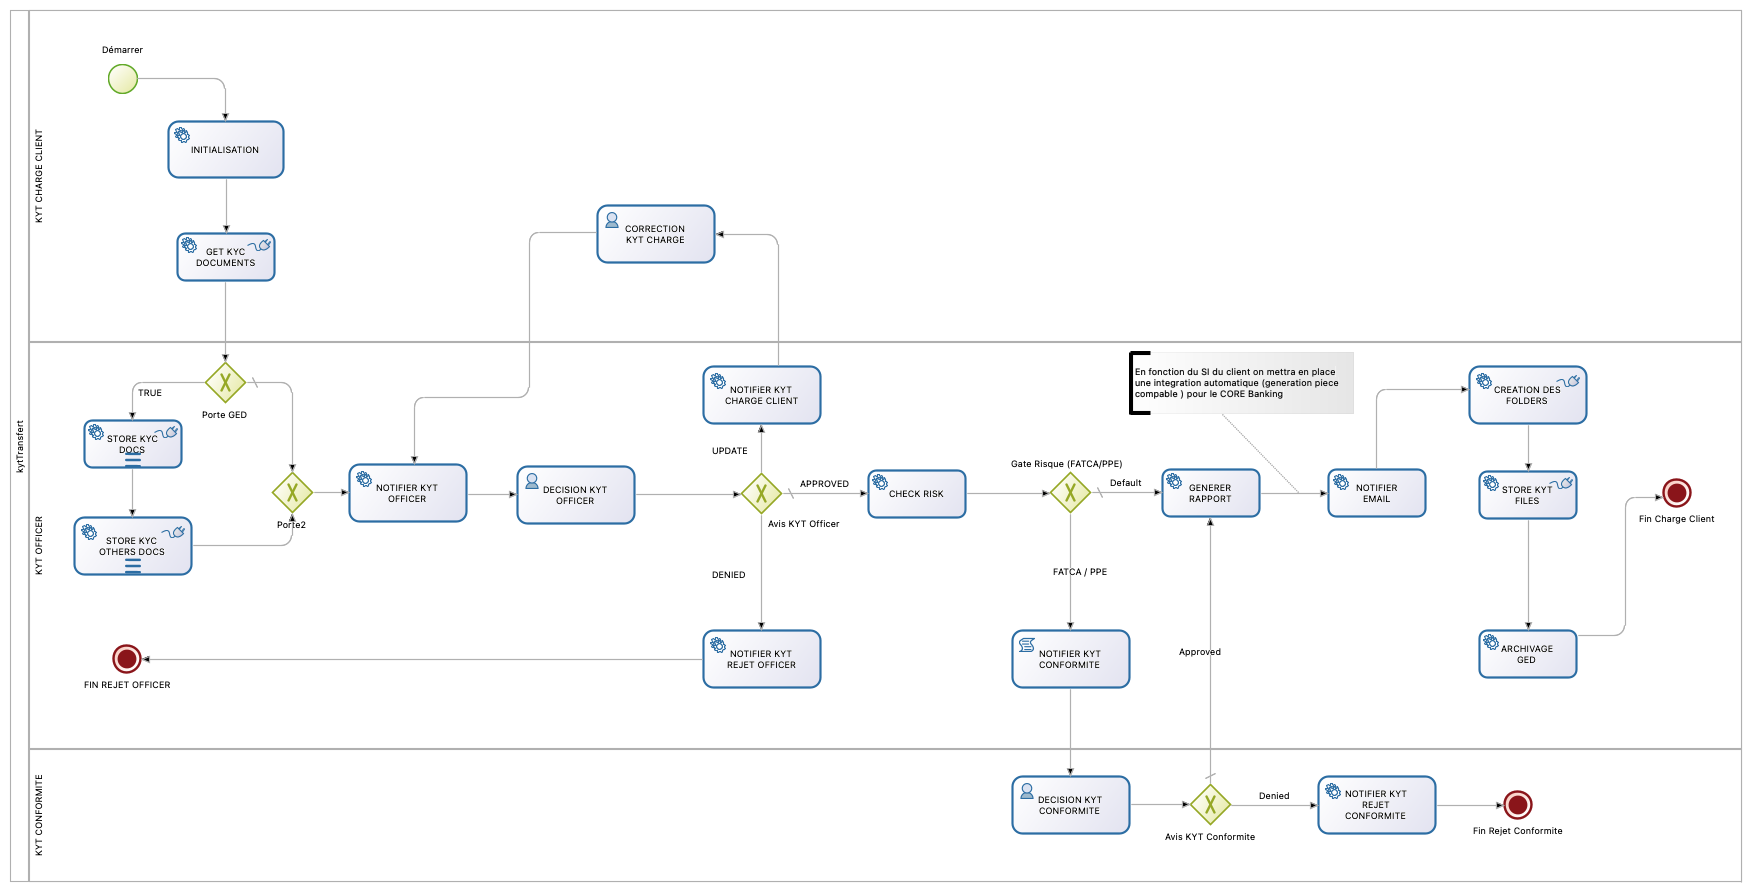 kytTransfert
KYT CHARGE CLIENT
Démarrer
INITIALISATION
GET KYC
DOCUMENTS
CORRECTION
KYT CHARGE
KYT OFFICER
Porte GED
TRUE
STORE KYC
DOCS
STORE KYC
OTHERS DOCS
Porte2
NOTIFIER KYT
OFFICER
DECISION KYT
OFFICER
NOTIFiER KYT
CHARGE CLIENT
UPDATE
Avis KYT Officer
APPROVED
DENIED
NOTIFIER KYT
REJET OFFICER
FIN REJET OFFICER
CHECK RISK
Gate Risque (FATCA/PPE)
Default
FATCA / PPE
NOTIFIER KYT
CONFORMITE
En fonction du SI du client on mettra en place
une integration automatique (generation piece
compable ) pour le CORE Banking
GENERER
RAPPORT
Approved
NOTIFIER
EMAIL
CREATION DES
FOLDERS
STORE KYT
FILES
ARCHIVAGE
GED
Fin Charge Client
KYT CONFORMITE
DECISION KYT
CONFORMITE
Avis KYT Conformite
Denied
NOTIFIER KYT
REJET
CONFORMITE
Fin Rejet Conformite